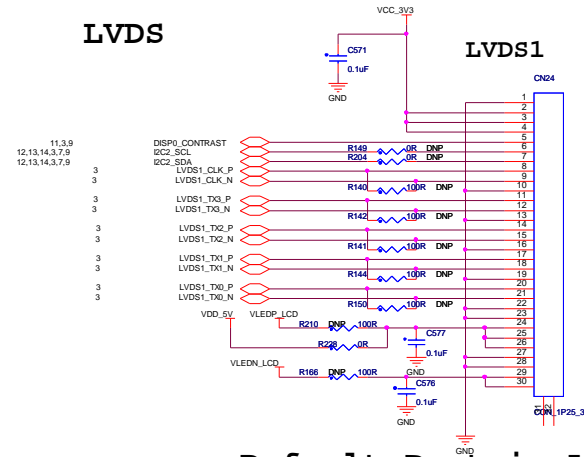 VCC_3V3
LVDS
C571
0.1uF
GND
LVDS1
CN24
1
2
3
4
11,3,9 DISP0_CONTRAST 5
12,13,14,3,7,9 I2C2_SCL R149 0R DNP 6
12,13,14,3,7,9 I2C2_SDA R204 0R DNP 7
3 LVDS1_CLK_P 8
3 LVDS1_CLK_N 9
R140 100R DNP 10
3 LVDS1_TX3_P 11
3 LVDS1_TX3_N 12
R142 100R DNP 13
3 LVDS1_TX2_P 14
3 LVDS1_TX2_N 15
R141 100R DNP 16
3 LVDS1_TX1_P 17
3 LVDS1_TX1_N 18
R144 100R DNP 19
3 LVDS1_TX0_P 20
3 LVDS1_TX0_N 21
R150 100R DNP 22
23
VDD_5V VLEDP_LCD 24
R210 DNP 100R 25
C577
26
R228 0R
27
0.1uF
28
VLEDN_LCD GND
29
R166 DNP 100R 30
C576
0.1uF
GND
GND